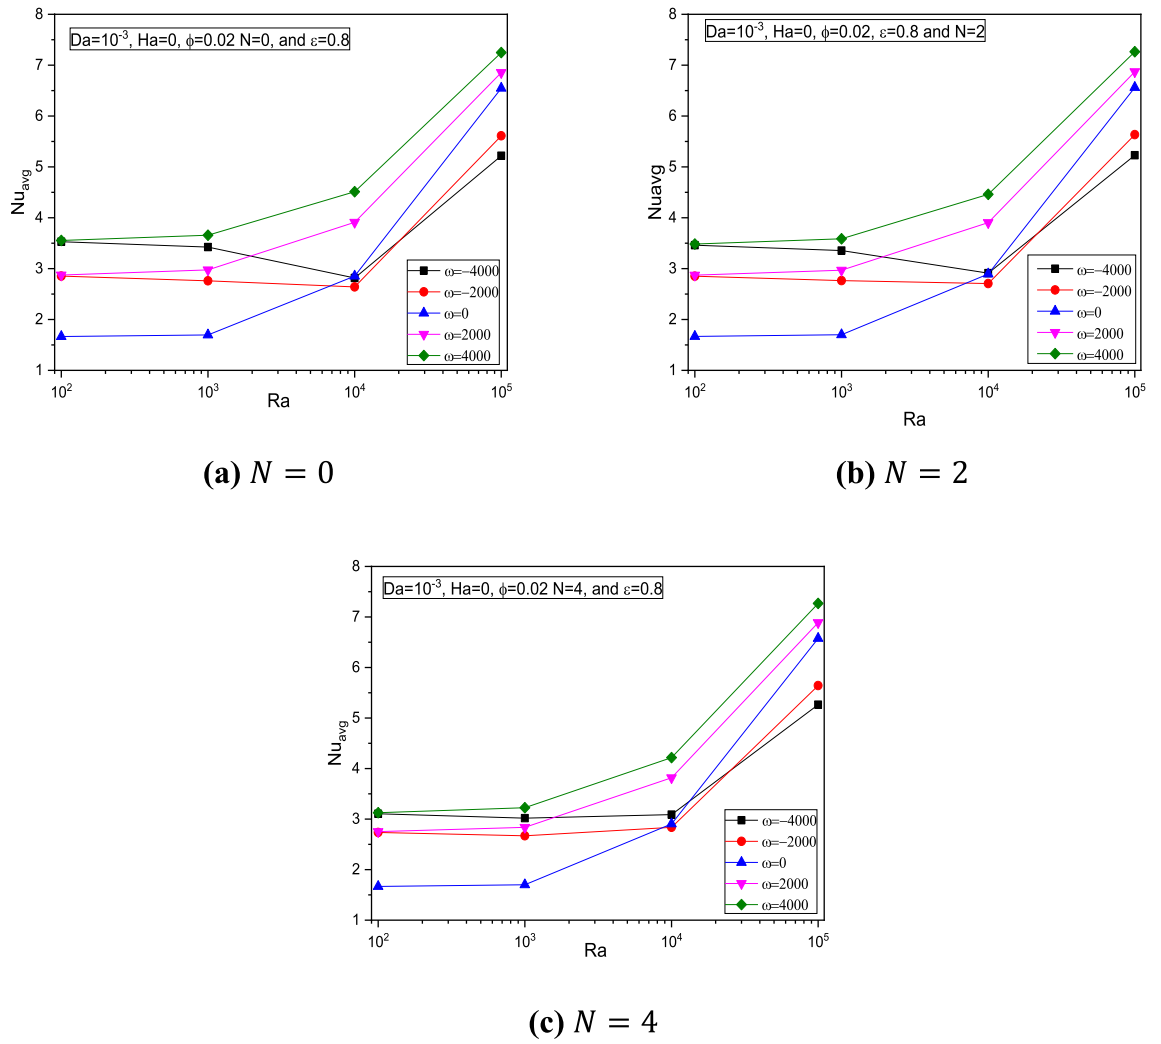 Da=10⁻³, Ha=0, ϕ=0.02 N=0, and ε=0.8
8
7
6
5
4
3
2
1
Nu_avg
10² 10³ 10⁴ 10⁵
Ra
ω=−4000
ω=−2000
ω=0
ω=2000
ω=4000
(a) N = 0
Da=10⁻³, Ha=0, ϕ=0.02, ε=0.8 and N=2
8
7
6
5
4
3
2
1
Nuavg
10² 10³ 10⁴ 10⁵
Ra
ω=−4000
ω=−2000
ω=0
ω=2000
ω=4000
(b) N = 2
Da=10⁻³, Ha=0, ϕ=0.02 N=4, and ε=0.8
8
7
6
5
4
3
2
1
Nu_avg
10² 10³ 10⁴ 10⁵
Ra
ω=−4000
ω=−2000
ω=0
ω=2000
ω=4000
(c) N = 4